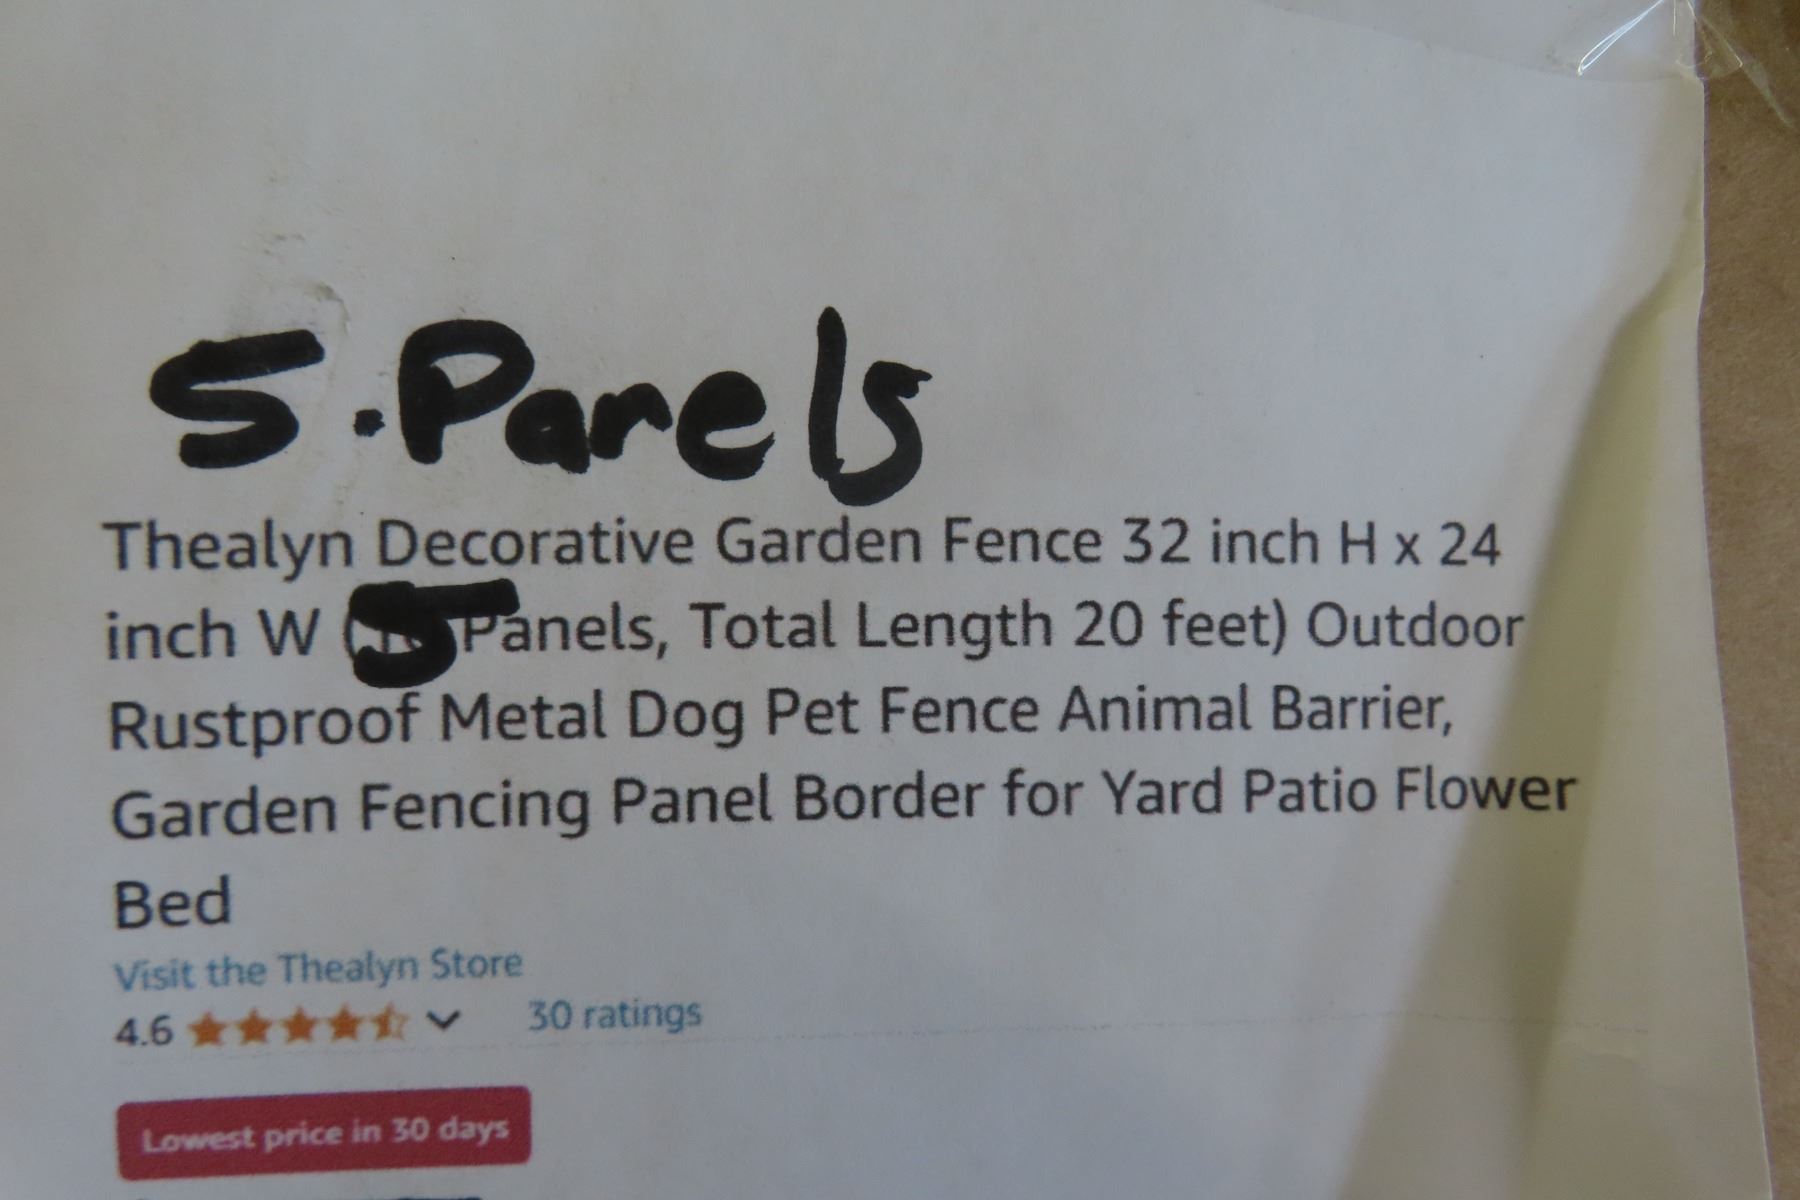 5 . Panels
Thealyn Decorative Garden Fence 32 inch H x 24
inch W (5 Panels, Total Length 20 feet) Outdoor
Rustproof Metal Dog Pet Fence Animal Barrier,
Garden Fencing Panel Border for Yard Patio Flower
Bed
Visit the Thealyn Store
4.6 30 ratings
Lowest price in 30 days